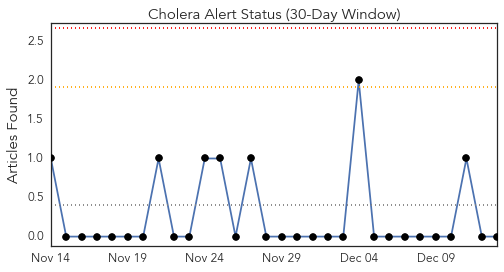 Cholera Alert Status (30-Day Window)
Articles Found
2.5
2.0
1.5
1.0
0.5
0.0
Nov 14 Nov 19 Nov 24 Nov 29 Dec 04 Dec 09